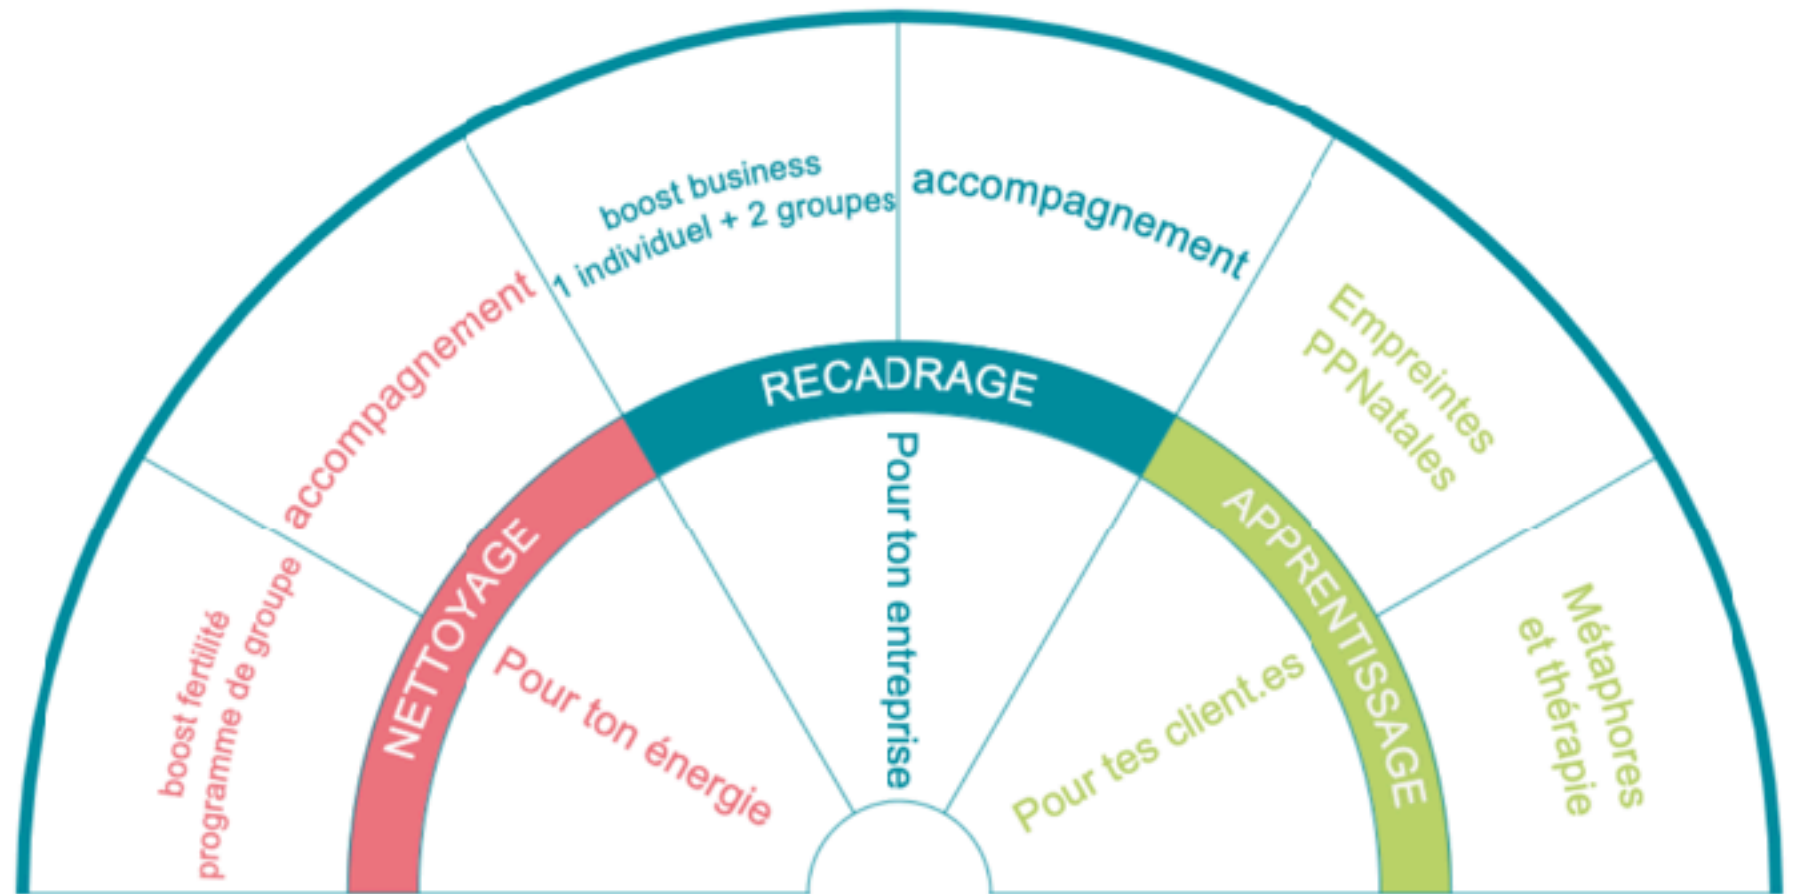 boost fertilité
programme de groupe
accompagnement
NETTOYAGE
Pour ton énergie
boost business
1 individuel + 2 groupes
accompagnement
RECADRAGE
Pour ton entreprise
Empreintes
PPNatales
Métaphores
et thérapie
APPRENTISSAGE
Pour tes client.es